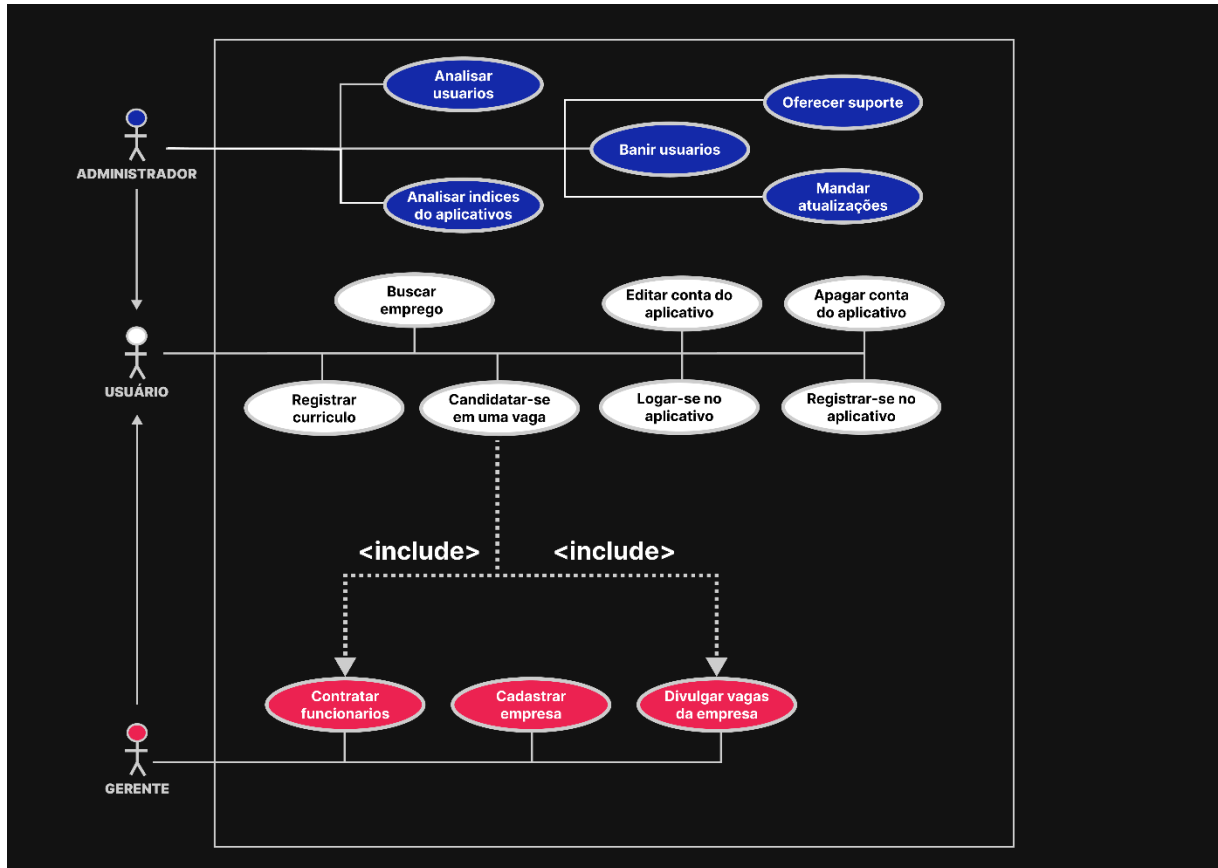 Analisar
usuarios
Oferecer suporte
Banir usuarios
ADMINISTRADOR
Analisar indices
do aplicativos
Mandar
atualizações
Buscar
emprego
Editar conta do
aplicativo
Apagar conta
do aplicativo
USUÁRIO
Registrar
curriculo
Candidatar-se
em uma vaga
Logar-se no
aplicativo
Registrar-se no
aplicativo
<include>
<include>
Contratar
funcionarios
Cadastrar
empresa
Divulgar vagas
da empresa
GERENTE